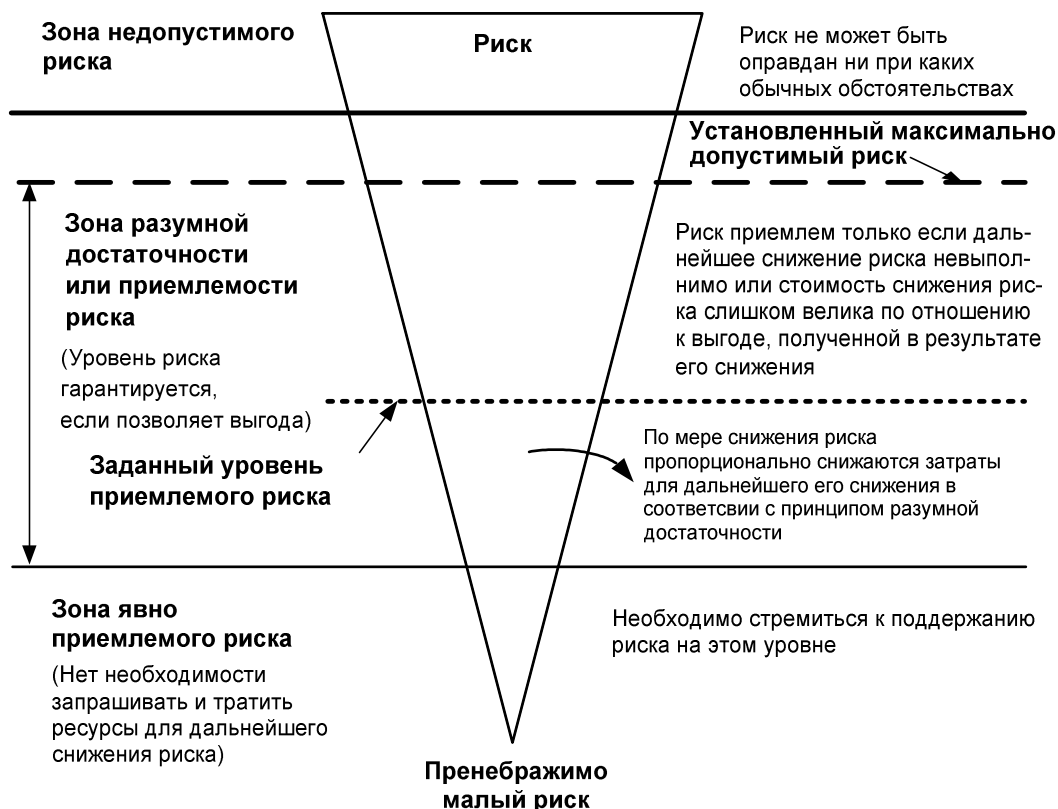 Зона недопустимого
риска
Риск
Риск не может быть
оправдан ни при каких
обычных обстоятельствах
Установленный максимально
допустимый риск
Зона разумной
достаточности
или приемлемости
риска
(Уровень риска
гарантируется,
если позволяет выгода)
Риск приемлем только если даль-
нейшее снижение риска невыпол-
нимо или стоимость снижения рис-
ка слишком велика по отношению
к выгоде, полученной в результате
его снижения
Заданный уровень
приемлемого риска
По мере снижения риска
пропорционально снижаются затраты
для дальнейшего его снижения в
соответсвии с принципом разумной
достаточности
Зона явно
приемлемого риска
(Нет необходимости
запрашивать и тратить
ресурсы для дальнейшего
снижения риска)
Необходимо стремиться к поддержанию
риска на этом уровне
Пренебражимо
малый риск